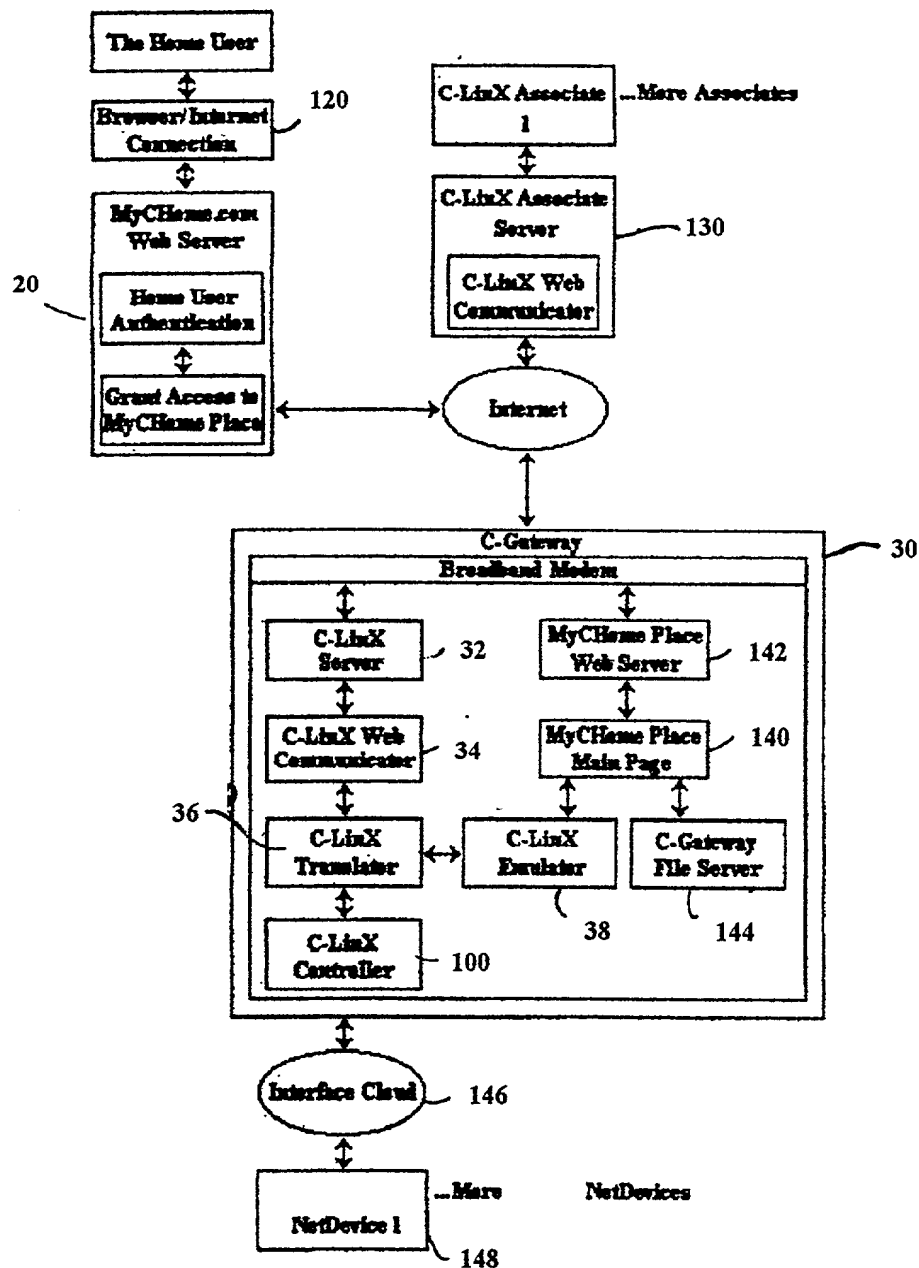 The Home User
Browser/Internet
Connection
120
MyCHome.com
Web Server
20
Home User
Authentication
Grant Access to
MyCHome Place
C-LinX Associate
1
...More Associates
C-LinX Associate
Server
130
C-LinX Web
Communicator
Internet
C-Gateway
30
Broadband Modem
C-LinX
Server
32
MyCHome Place
Web Server
142
C-LinX Web
Communicator
34
MyCHome Place
Main Page
140
36
C-LinX
Translator
C-LinX
Emulator
38
C-Gateway
File Server
144
C-LinX
Controller
100
Interface Cloud
146
NetDevice 1
...More NetDevices
148